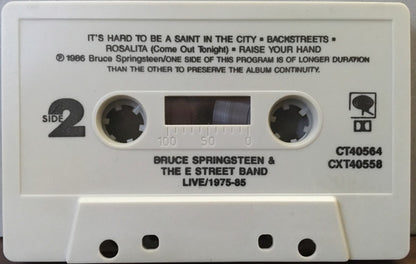 IT'S HARD TO BE A SAINT IN THE CITY • BACKSTREETS •
ROSALITA (Come Out Tonight) • RAISE YOUR HAND
℗ 1986 Bruce Springsteen/ONE SIDE OF THIS PROGRAM IS OF LONGER DURATION
THAN THE OTHER TO PRESERVE THE ALBUM CONTINUITY.
SIDE 2
100 50 0
BRUCE SPRINGSTEEN &
THE E STREET BAND
LIVE/1975-85
CT40564
CXT40558